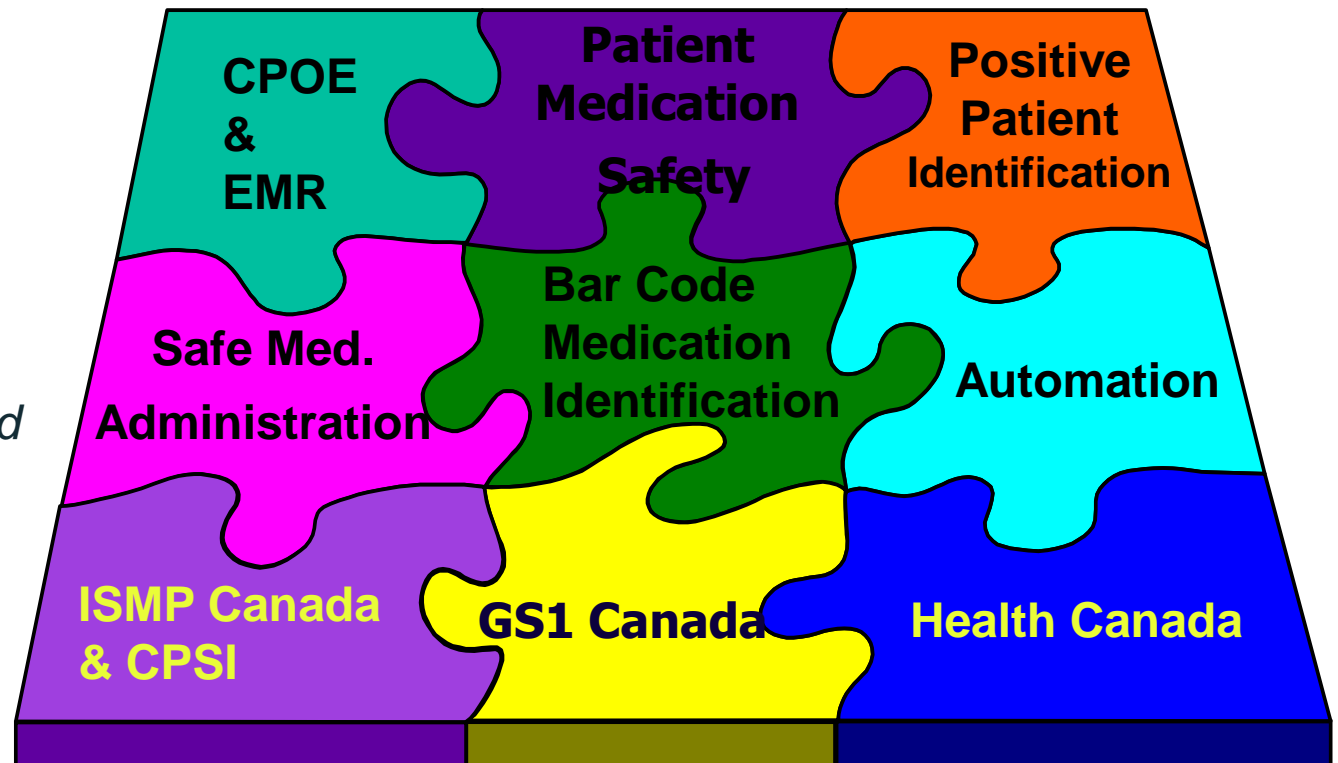 CPOE
&
EMR
Patient
Medication
Safety
Positive
Patient
Identification
Safe Med.
Administration
Bar Code
Medication
Identification
Automation
ISMP Canada
& CPSI
GS1 Canada
Health Canada